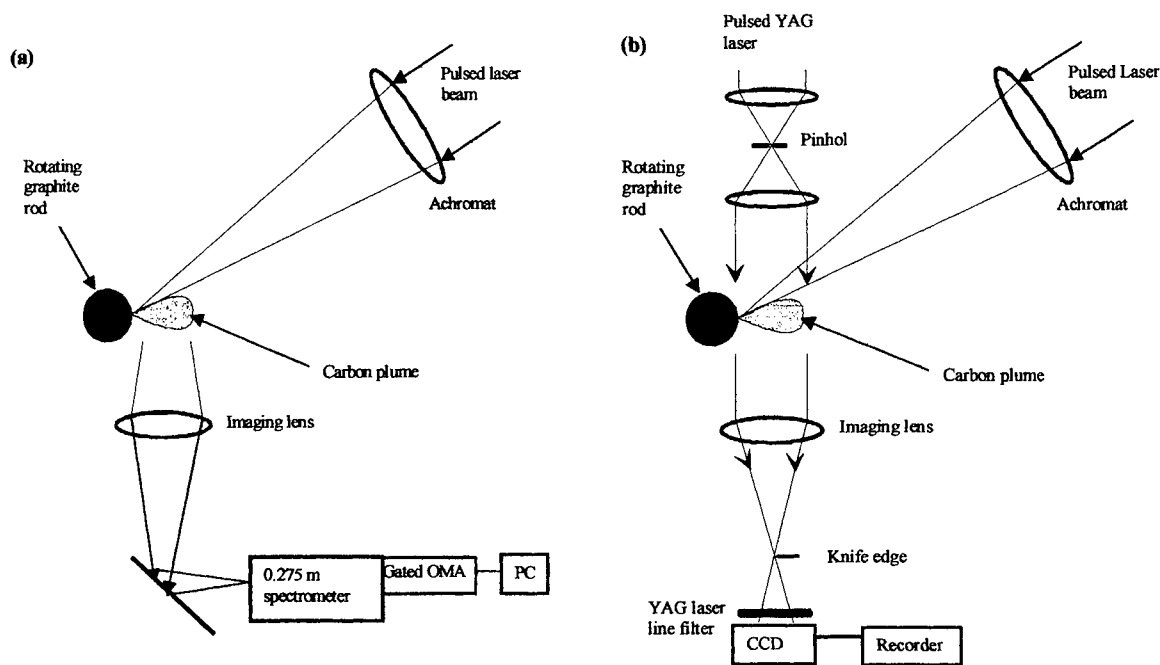 (a)
Pulsed laser
beam
Rotating
graphite
rod
Achromat
Carbon plume
Imaging lens
0.275 m
spectrometer
Gated OMA
PC
(b)
Pulsed YAG
laser
Pulsed Laser
beam
Pinhol
Rotating
graphite
rod
Achromat
Carbon plume
Imaging lens
Knife edge
YAG laser
line filter
CCD
Recorder